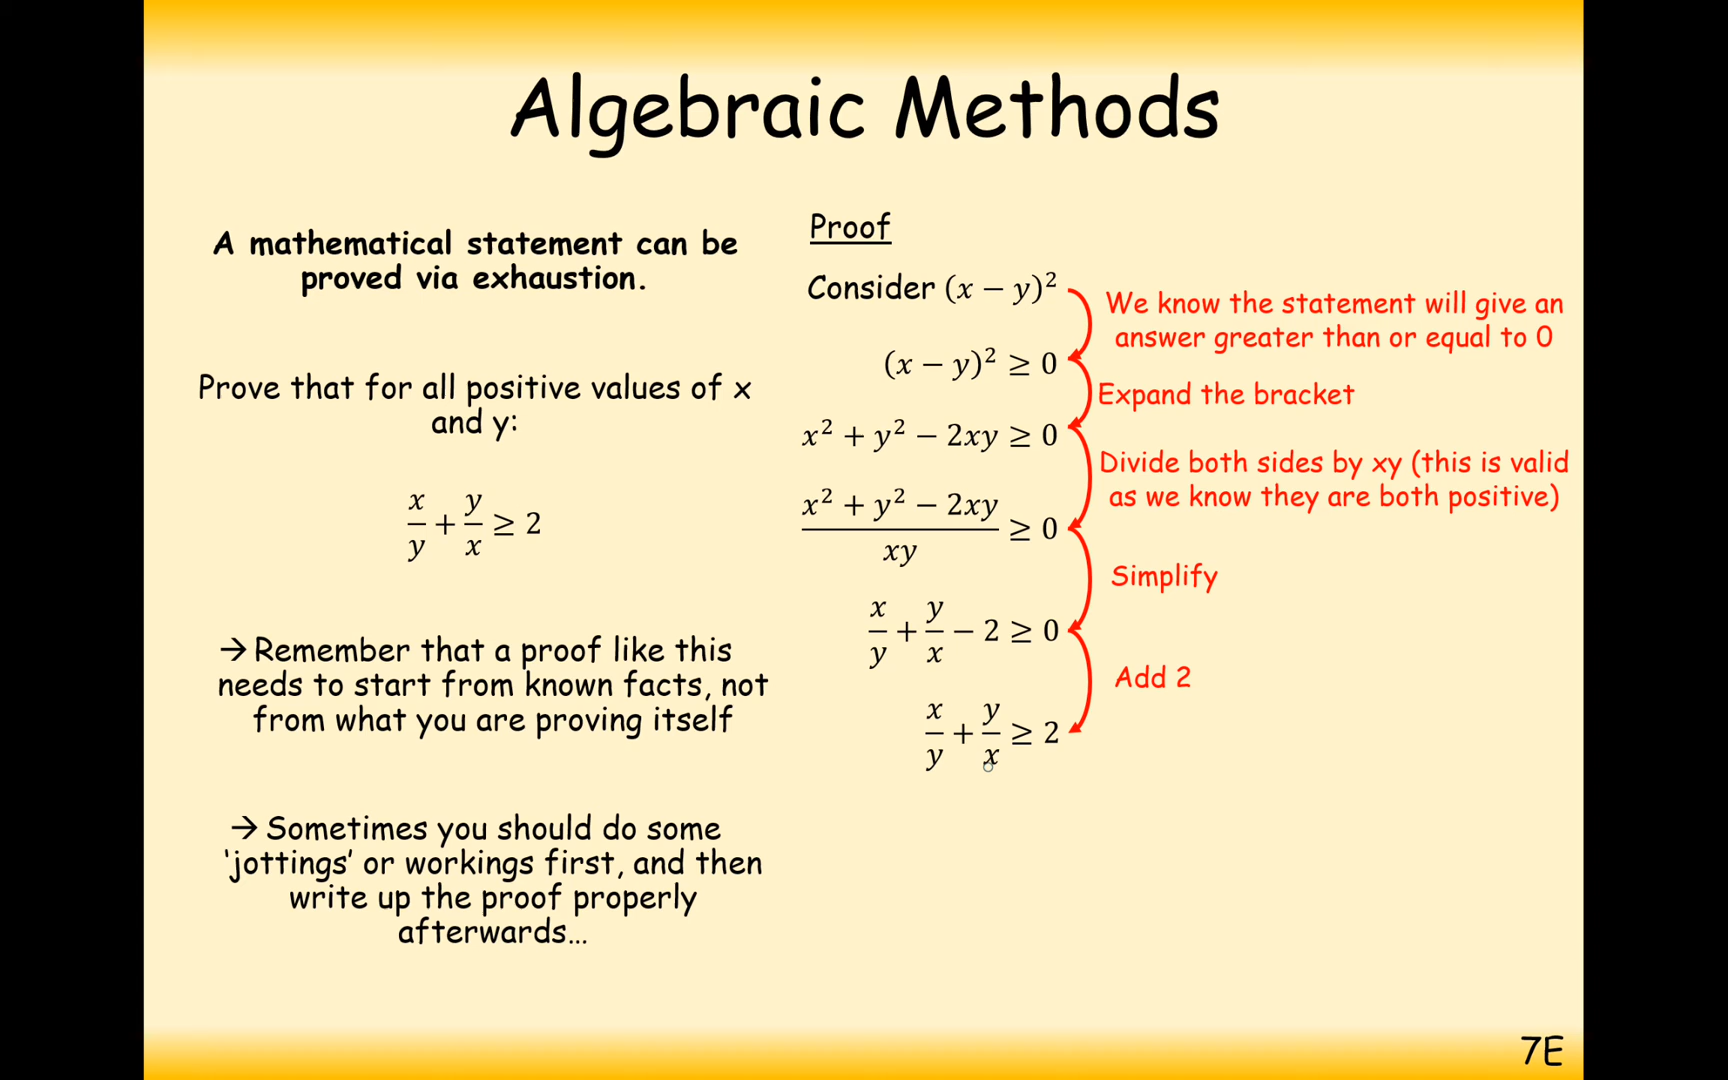 Algebraic Methods
A mathematical statement can be
proved via exhaustion.
Prove that for all positive values of x
and y:
x/y + y/x ≥ 2
→ Remember that a proof like this
needs to start from known facts, not
from what you are proving itself
→ Sometimes you should do some
‘jottings’ or workings first, and then
write up the proof properly
afterwards…
Proof
Consider (x − y)²
We know the statement will give an
answer greater than or equal to 0
(x − y)² ≥ 0
Expand the bracket
x² + y² − 2xy ≥ 0
Divide both sides by xy (this is valid
as we know they are both positive)
(x² + y² − 2xy)/xy ≥ 0
Simplify
x/y + y/x − 2 ≥ 0
Add 2
x/y + y/x ≥ 2
7E